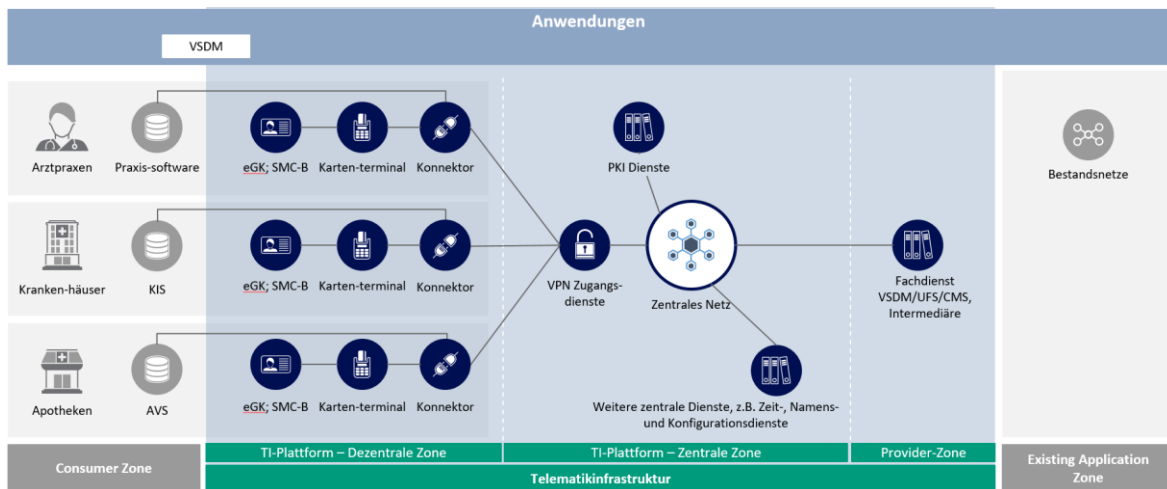 Anwendungen
VSDM
Arztpraxen
Praxis-software
eGK; SMC-B
Karten-terminal
Konnektor
PKI Dienste
Bestandsnetze
Kranken-häuser
KIS
eGK; SMC-B
Karten-terminal
Konnektor
VPN Zugangs-
dienste
Zentrales Netz
Fachdienst
VSDM/UFS/CMS,
Intermediäre
Apotheken
AVS
eGK; SMC-B
Karten-terminal
Konnektor
Weitere zentrale Dienste, z.B. Zeit-, Namens-
und Konfigurationsdienste
Consumer Zone
TI-Plattform – Dezentrale Zone
TI-Plattform – Zentrale Zone
Provider-Zone
Telematikinfrastruktur
Existing Application
Zone